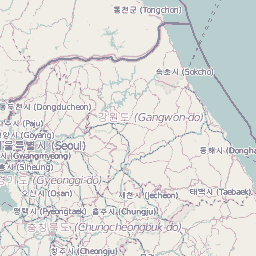 통천군 (Tongchon)
속초시 (Sokcho)
동두천시 (Dongducheon)
강원도 (Gangwon-do)
파주시 (Paju)
고양시 (Goyang)
서울특별시 (Seoul)
동해시 (Dongha
(Gwangmyeong)
시흥시 (Siheung)
경기도 (Gyeonggi-do)
오산시 (Osan)
제천시 (Jecheon)
태백시 (Taebaek)
평택시 (Pyeongtaek)
충주시 (Chungju)
충청북도 (Chungcheongbuk-do)
청주시 (Cheongju)